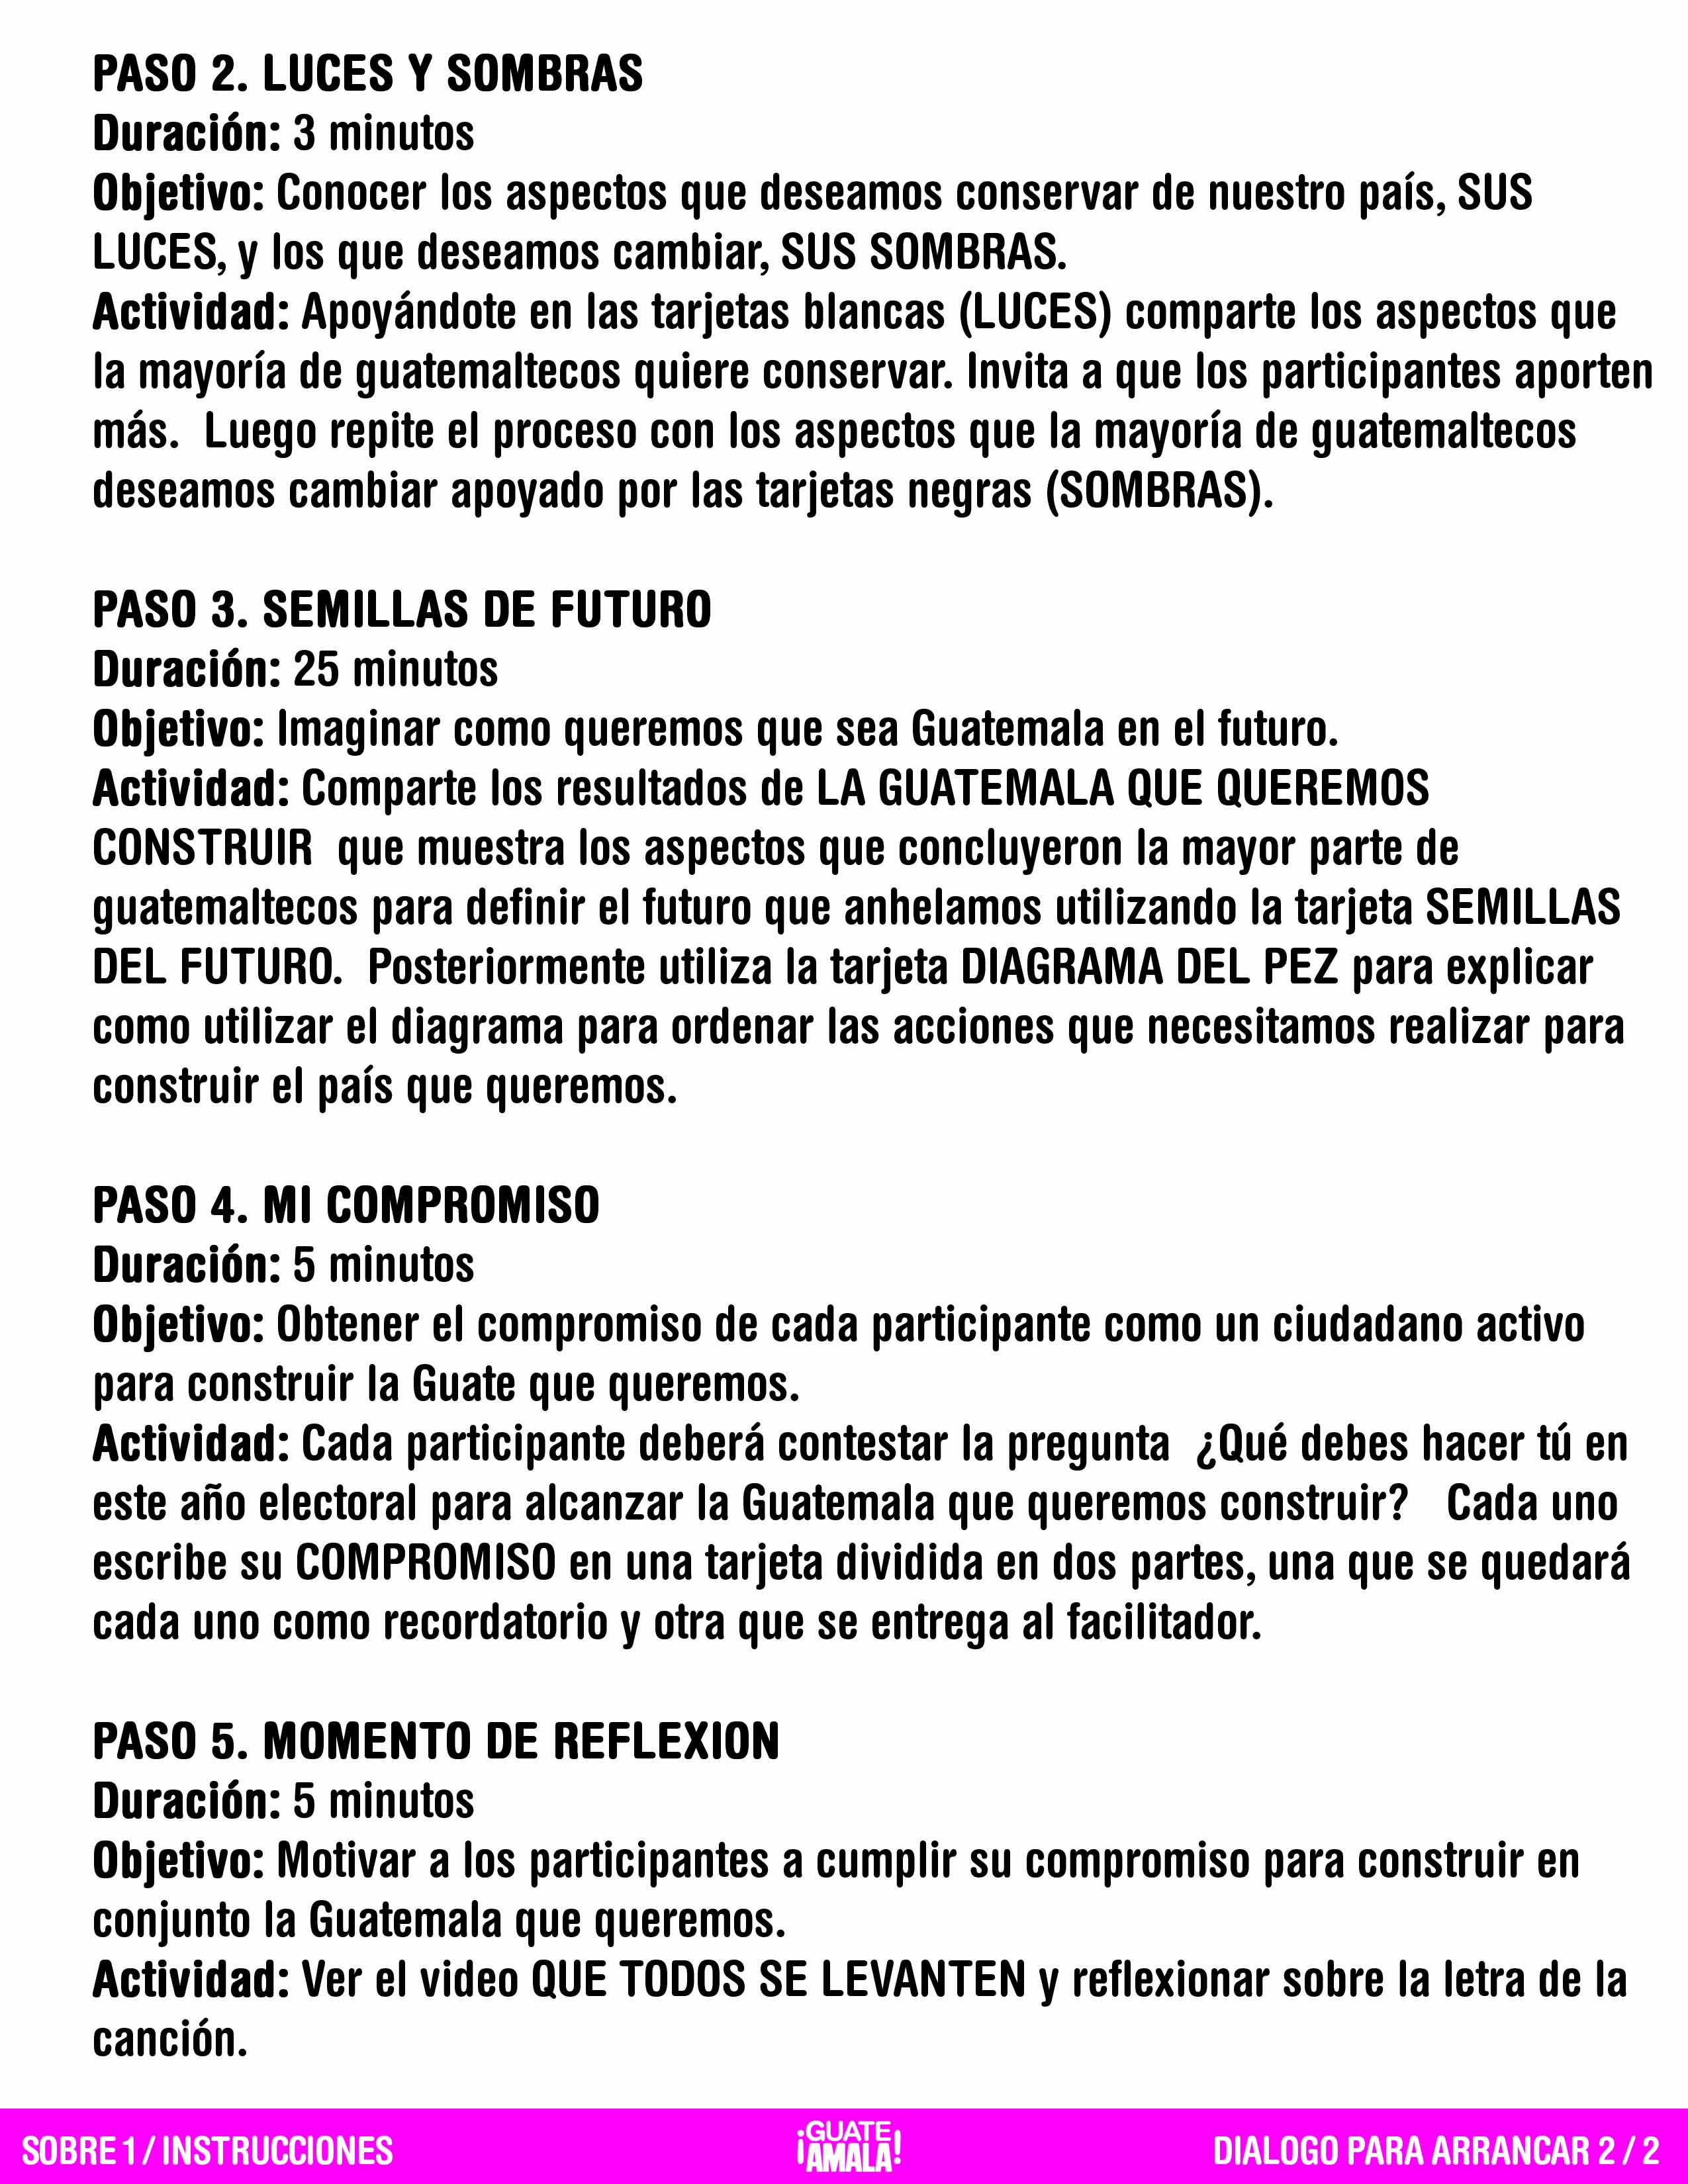 PASO 2. LUCES Y SOMBRAS
Duración: 3 minutos
Objetivo: Conocer los aspectos que deseamos conservar de nuestro país, SUS
LUCES, y los que deseamos cambiar, SUS SOMBRAS.
Actividad: Apoyándote en las tarjetas blancas (LUCES) comparte los aspectos que
la mayoría de guatemaltecos quiere conservar. Invita a que los participantes aporten
más.  Luego repite el proceso con los aspectos que la mayoría de guatemaltecos
deseamos cambiar apoyado por las tarjetas negras (SOMBRAS).
PASO 3. SEMILLAS DE FUTURO
Duración: 25 minutos
Objetivo: Imaginar como queremos que sea Guatemala en el futuro.
Actividad: Comparte los resultados de LA GUATEMALA QUE QUEREMOS
CONSTRUIR  que muestra los aspectos que concluyeron la mayor parte de
guatemaltecos para definir el futuro que anhelamos utilizando la tarjeta SEMILLAS
DEL FUTURO.  Posteriormente utiliza la tarjeta DIAGRAMA DEL PEZ para explicar
como utilizar el diagrama para ordenar las acciones que necesitamos realizar para
construir el país que queremos.
PASO 4. MI COMPROMISO
Duración: 5 minutos
Objetivo: Obtener el compromiso de cada participante como un ciudadano activo
para construir la Guate que queremos.
Actividad: Cada participante deberá contestar la pregunta  ¿Qué debes hacer tú en
este año electoral para alcanzar la Guatemala que queremos construir?   Cada uno
escribe su COMPROMISO en una tarjeta dividida en dos partes, una que se quedará
cada uno como recordatorio y otra que se entrega al facilitador.
PASO 5. MOMENTO DE REFLEXION
Duración: 5 minutos
Objetivo: Motivar a los participantes a cumplir su compromiso para construir en
conjunto la Guatemala que queremos.
Actividad: Ver el video QUE TODOS SE LEVANTEN y reflexionar sobre la letra de la
canción.
SOBRE 1 / INSTRUCCIONES
¡GUATE
¡AMALA!
DIALOGO PARA ARRANCAR 2 / 2